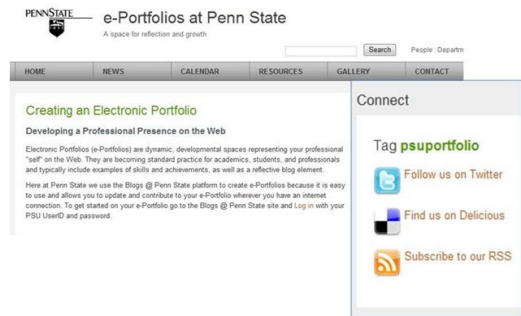 PENNSTATE
e-Portfolios at Penn State
A space for reflection and growth
Search
People : Departm
HOME NEWS CALENDAR RESOURCES GALLERY CONTACT
Creating an Electronic Portfolio
Developing a Professional Presence on the Web
Electronic Portfolios (e-Portfolios) are dynamic, developmental spaces representing your professional
"self" on the Web. They are becoming standard practice for academics, students, and professionals
and typically include examples of skills and achievements, as well as a reflective blog element.
Here at Penn State we use the Blogs @ Penn State platform to create e-Portfolios because it is easy
to use and allows you to update and contribute to your e-Portfolio wherever you have an internet
connection. To get started on your e-Portfolio go to the Blogs @ Penn State site and Log in with your
PSU UserID and password.
Connect
Tag psuportfolio
Follow us on Twitter
Find us on Delicious
Subscribe to our RSS